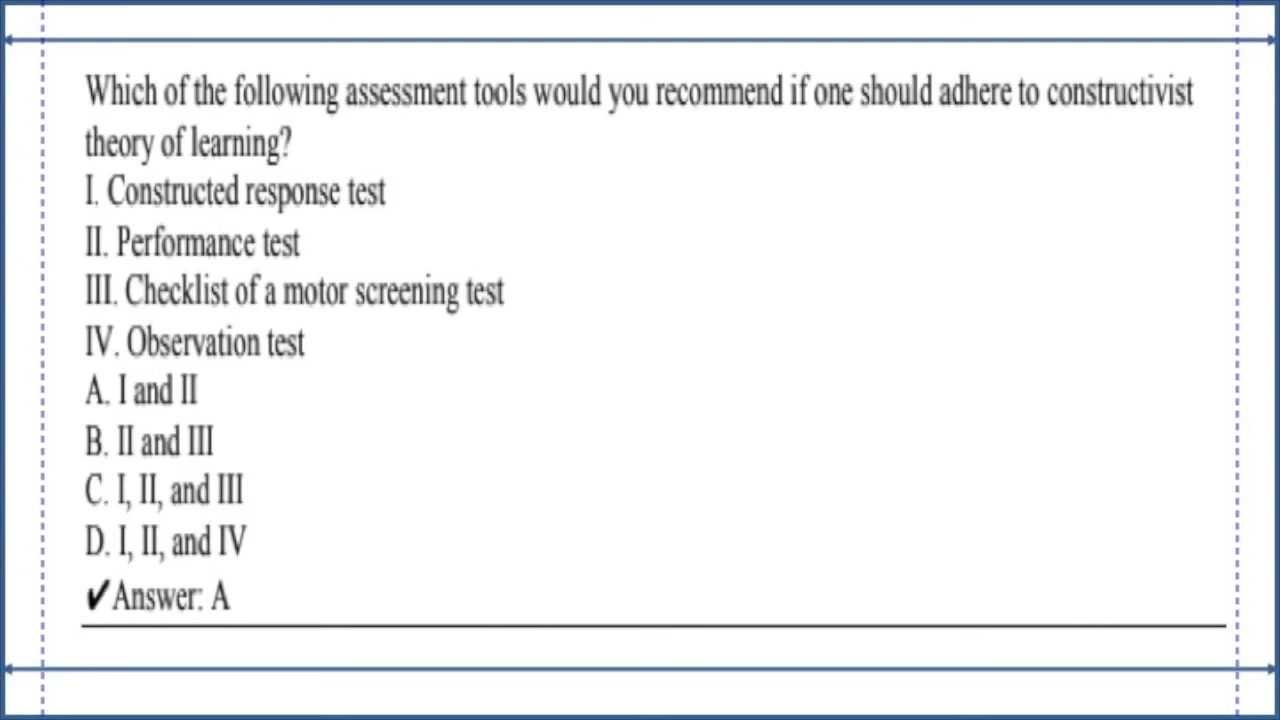 Which of the following assessment tools would you recommend if one should adhere to constructivist
theory of learning?
I. Constructed response test
II. Performance test
III. Checklist of a motor screening test
IV. Observation test
A. I and II
B. II and III
C. I, II, and III
D. I, II, and IV
✔Answer: A